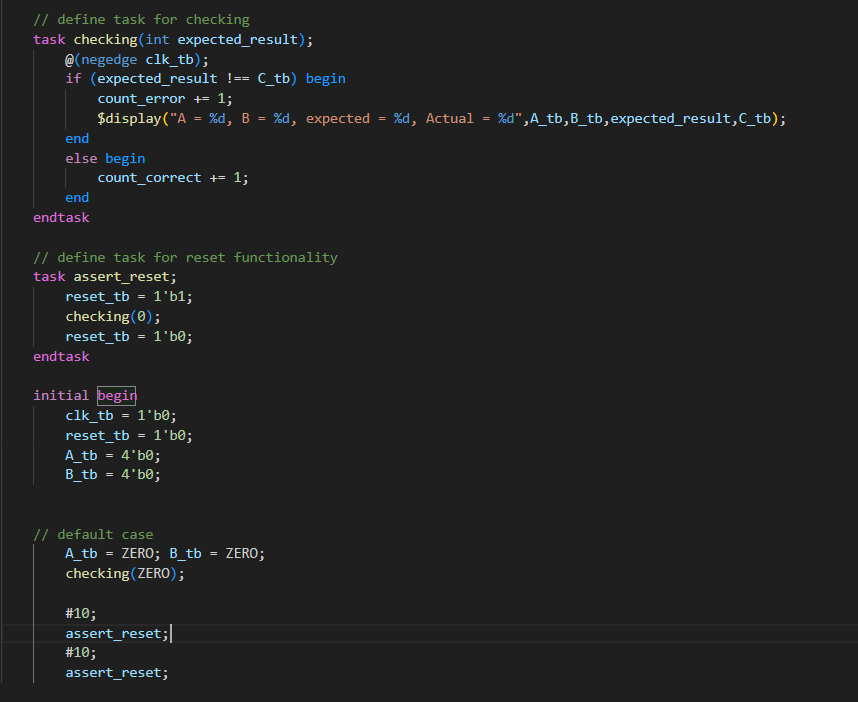 // define task for checking
task checking(int expected_result);
@(negedge clk_tb);
if (expected_result !== C_tb) begin
count_error += 1;
$display("A = %d, B = %d, expected = %d, Actual = %d",A_tb,B_tb,expected_result,C_tb);
end
else begin
count_correct += 1;
end
endtask
// define task for reset functionality
task assert_reset;
reset_tb = 1'b1;
checking(0);
reset_tb = 1'b0;
endtask
initial begin
clk_tb = 1'b0;
reset_tb = 1'b0;
A_tb = 4'b0;
B_tb = 4'b0;
// default case
A_tb = ZERO; B_tb = ZERO;
checking(ZERO);
#10;
assert_reset;
#10;
assert_reset;